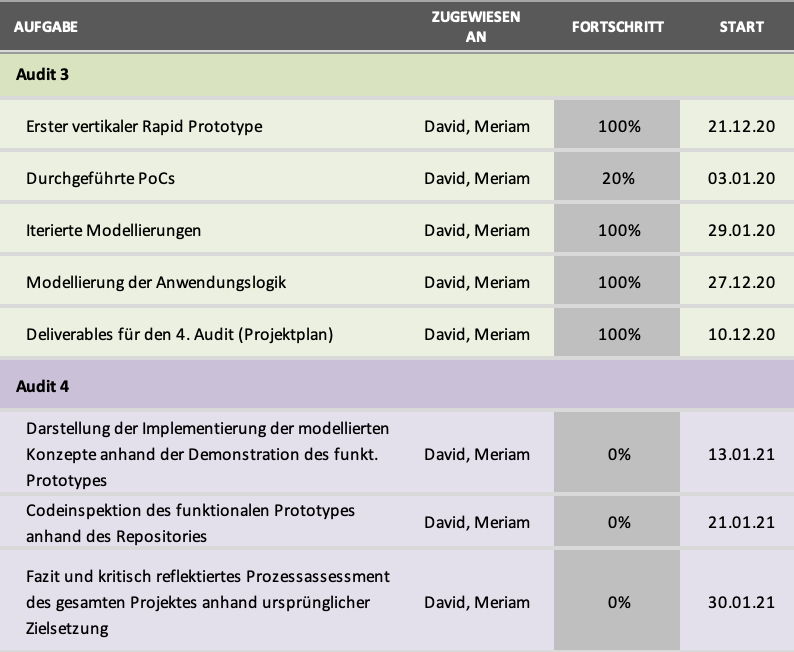 AUFGABE ZUGEWIESEN AN FORTSCHRITT START
Audit 3
Erster vertikaler Rapid Prototype David, Meriam 100% 21.12.20
Durchgeführte PoCs David, Meriam 20% 03.01.20
Iterierte Modellierungen David, Meriam 100% 29.01.20
Modellierung der Anwendungslogik David, Meriam 100% 27.12.20
Deliverables für den 4. Audit (Projektplan) David, Meriam 100% 10.12.20
Audit 4
Darstellung der Implementierung der modellierten
Konzepte anhand der Demonstration des funkt.
Prototypes
David, Meriam 0% 13.01.21
Codeinspektion des funktionalen Prototypes
anhand des Repositories
David, Meriam 0% 21.01.21
Fazit und kritisch reflektiertes Prozessassessment
des gesamten Projektes anhand ursprünglicher
Zielsetzung
David, Meriam 0% 30.01.21